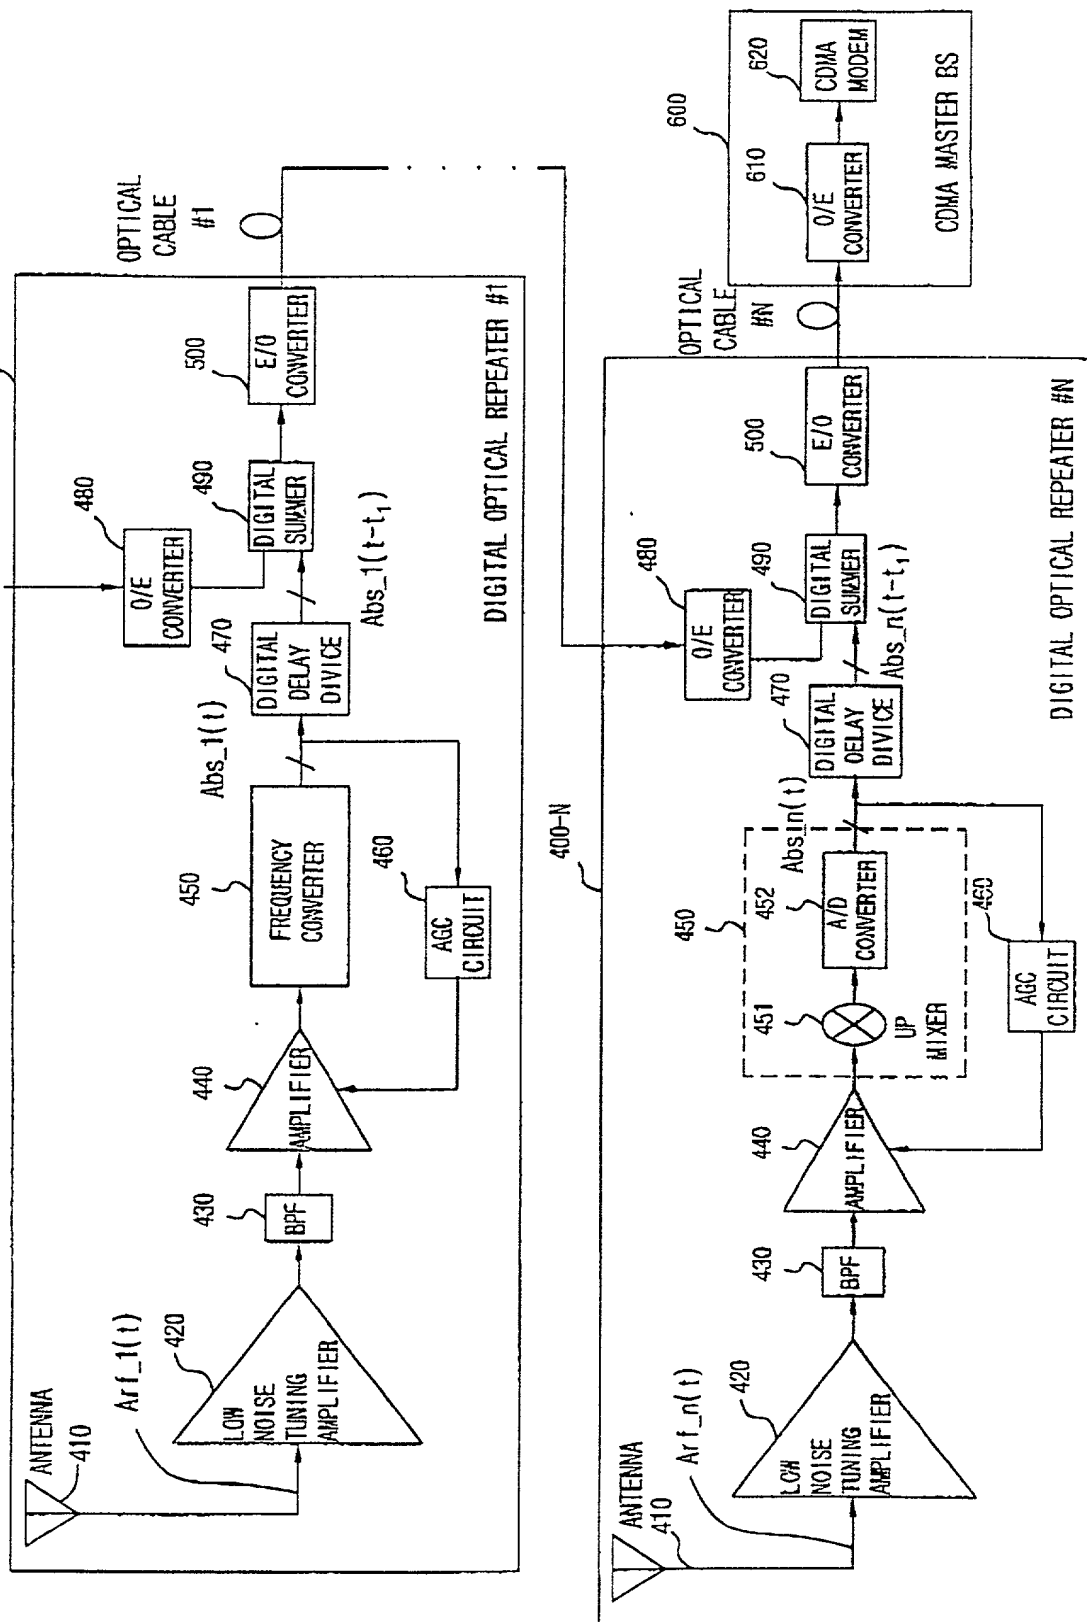 ANTENNA
410
Arf_1(t)
420
LOW
NOISE
TUNING
AMPLIFIER
430
BPF
440
AMPLIFIER
450
FREQUENCY
CONVERTER
460
AGC
CIRCUIT
Abs_1(t)
470
DIGITAL
DELAY
DIVICE
Abs_1(t-t₁)
480
O/E
CONVERTER
490
DIGITAL
SUMMER
500
E/O
CONVERTER
DIGITAL OPTICAL REPEATER #1
OPTICAL
CABLE
#1
400-N
ANTENNA
410
Arf_n(t)
420
LOW
NOISE
TUNING
AMPLIFIER
430
BPF
440
AMPLIFIER
450
451
UP
MIXER
452
A/D
CONVERTER
460
AGC
CIRCUIT
Abs_n(t)
470
DIGITAL
DELAY
DIVICE
Abs_n(t-t₁)
480
O/E
CONVERTER
490
DIGITAL
SUMMER
500
E/O
CONVERTER
DIGITAL OPTICAL REPEATER #N
OPTICAL
CABLE
#N
600
610
O/E
CONVERTER
620
CDMA
MODEM
CDMA MASTER BS